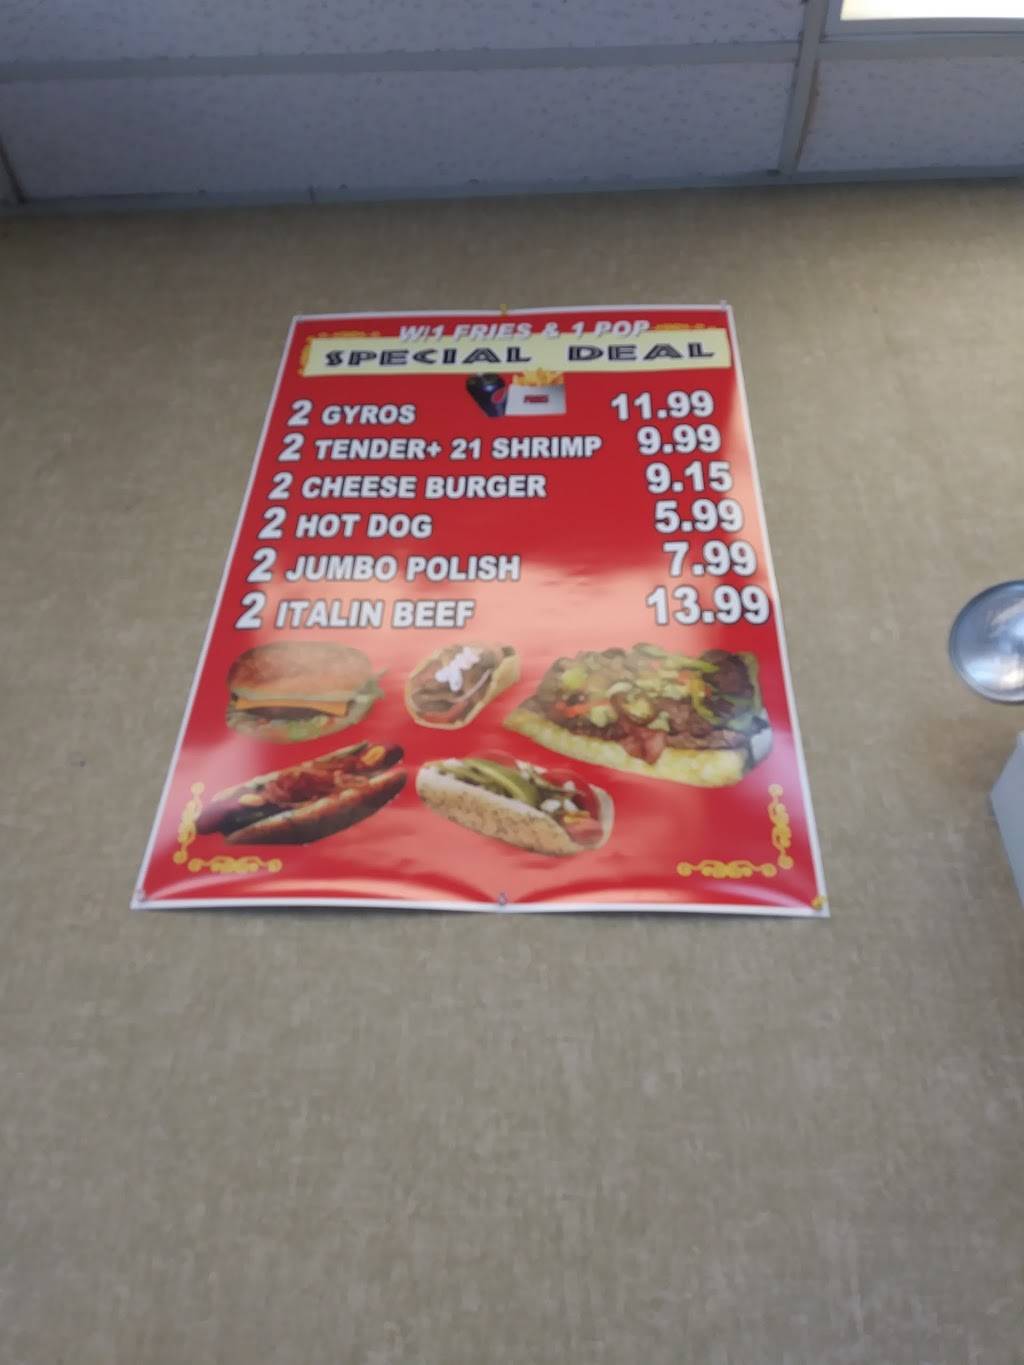 W/1 FRIES & 1 POP
SPECIAL DEAL
2 GYROS 11.99
2 TENDER+ 21 SHRIMP 9.99
2 CHEESE BURGER 9.15
2 HOT DOG 5.99
2 JUMBO POLISH 7.99
2 ITALIN BEEF 13.99